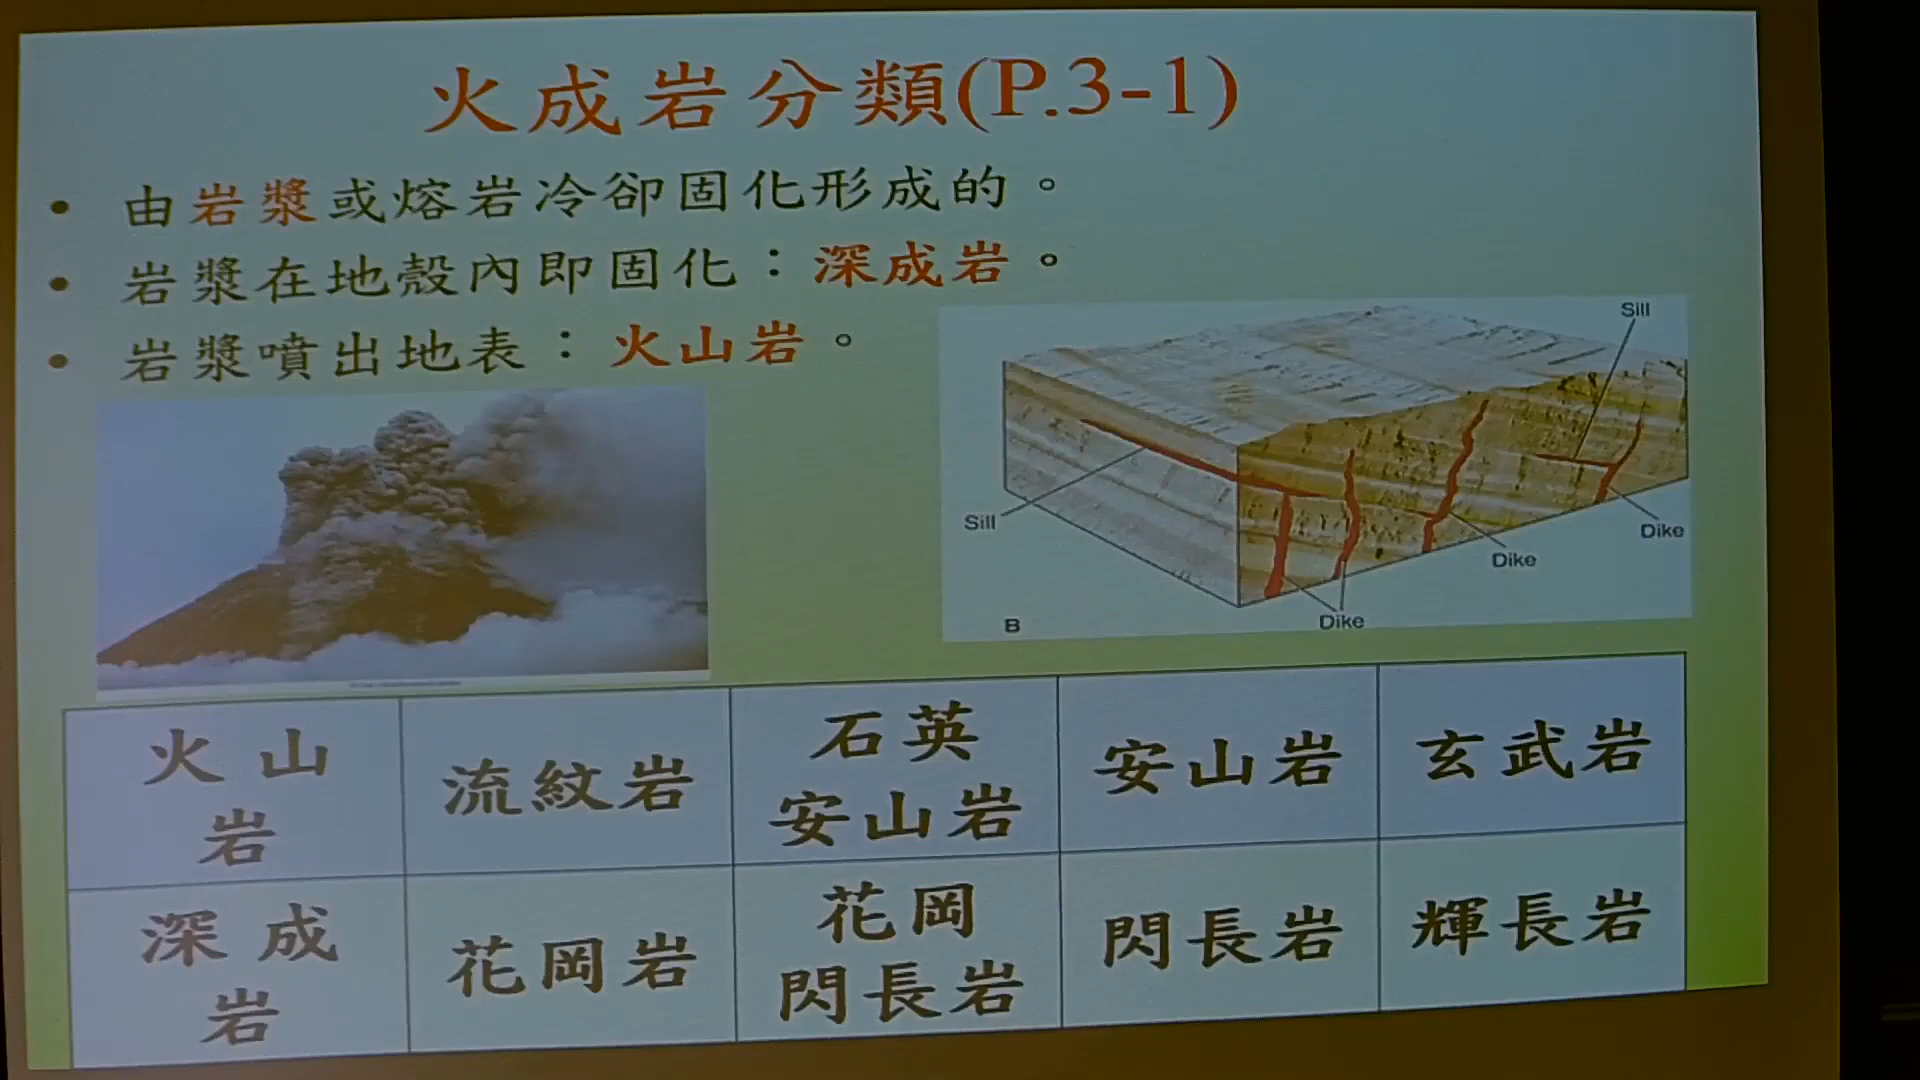 火成岩分類(P.3-1)
• 由岩漿或熔岩冷卻固化形成的。
• 岩漿在地殼內即固化：深成岩。
• 岩漿噴出地表：火山岩。
Sill
Sill
Dike
Dike
Dike
B
火山岩 流紋岩 石英安山岩 安山岩 玄武岩
深成岩 花岡岩 花岡閃長岩 閃長岩 輝長岩